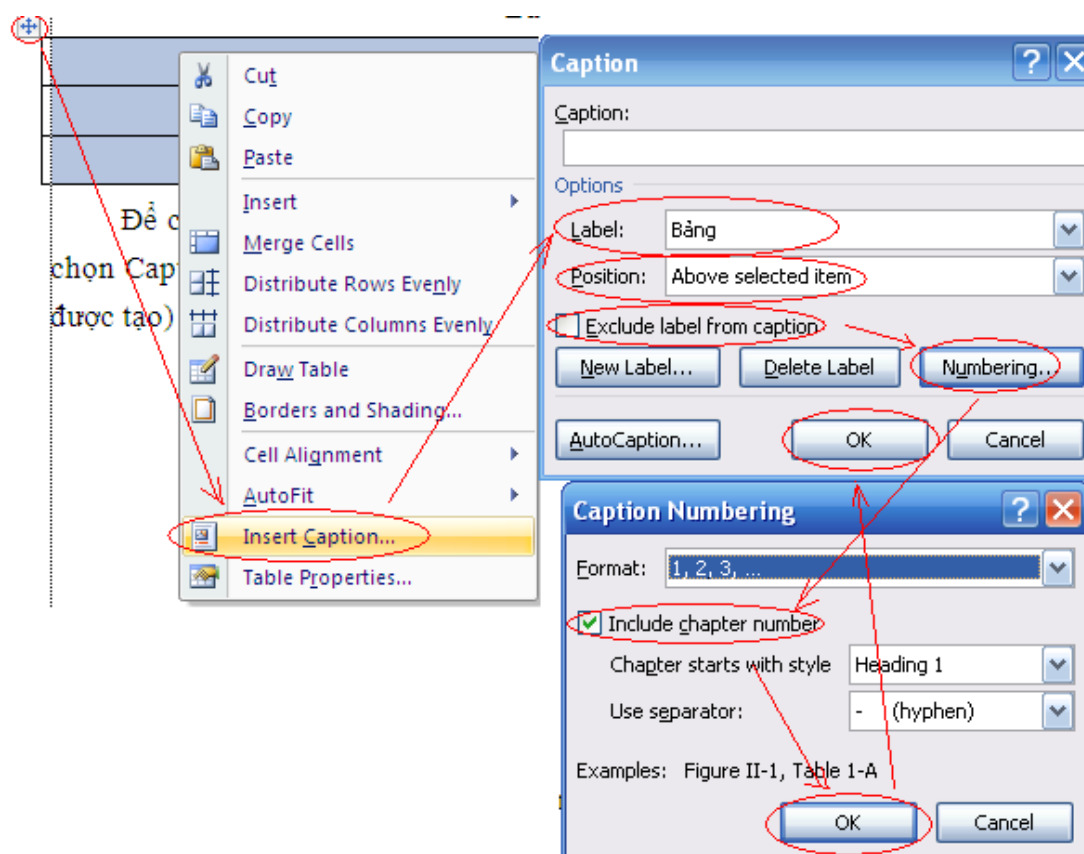 Để c
chọn Cap
được tạo)
Cut
Copy
Paste
Insert
Merge Cells
Distribute Rows Evenly
Distribute Columns Evenly
Draw Table
Borders and Shading...
Cell Alignment
AutoFit
Insert Caption...
Table Properties...
Caption
Caption:
Options
Label: Bảng
Position: Above selected item
Exclude label from caption
New Label... Delete Label Numbering...
AutoCaption... OK Cancel
Caption Numbering
Format: 1, 2, 3, ...
Include chapter number
Chapter starts with style Heading 1
Use separator: - (hyphen)
Examples: Figure II-1, Table 1-A
OK Cancel